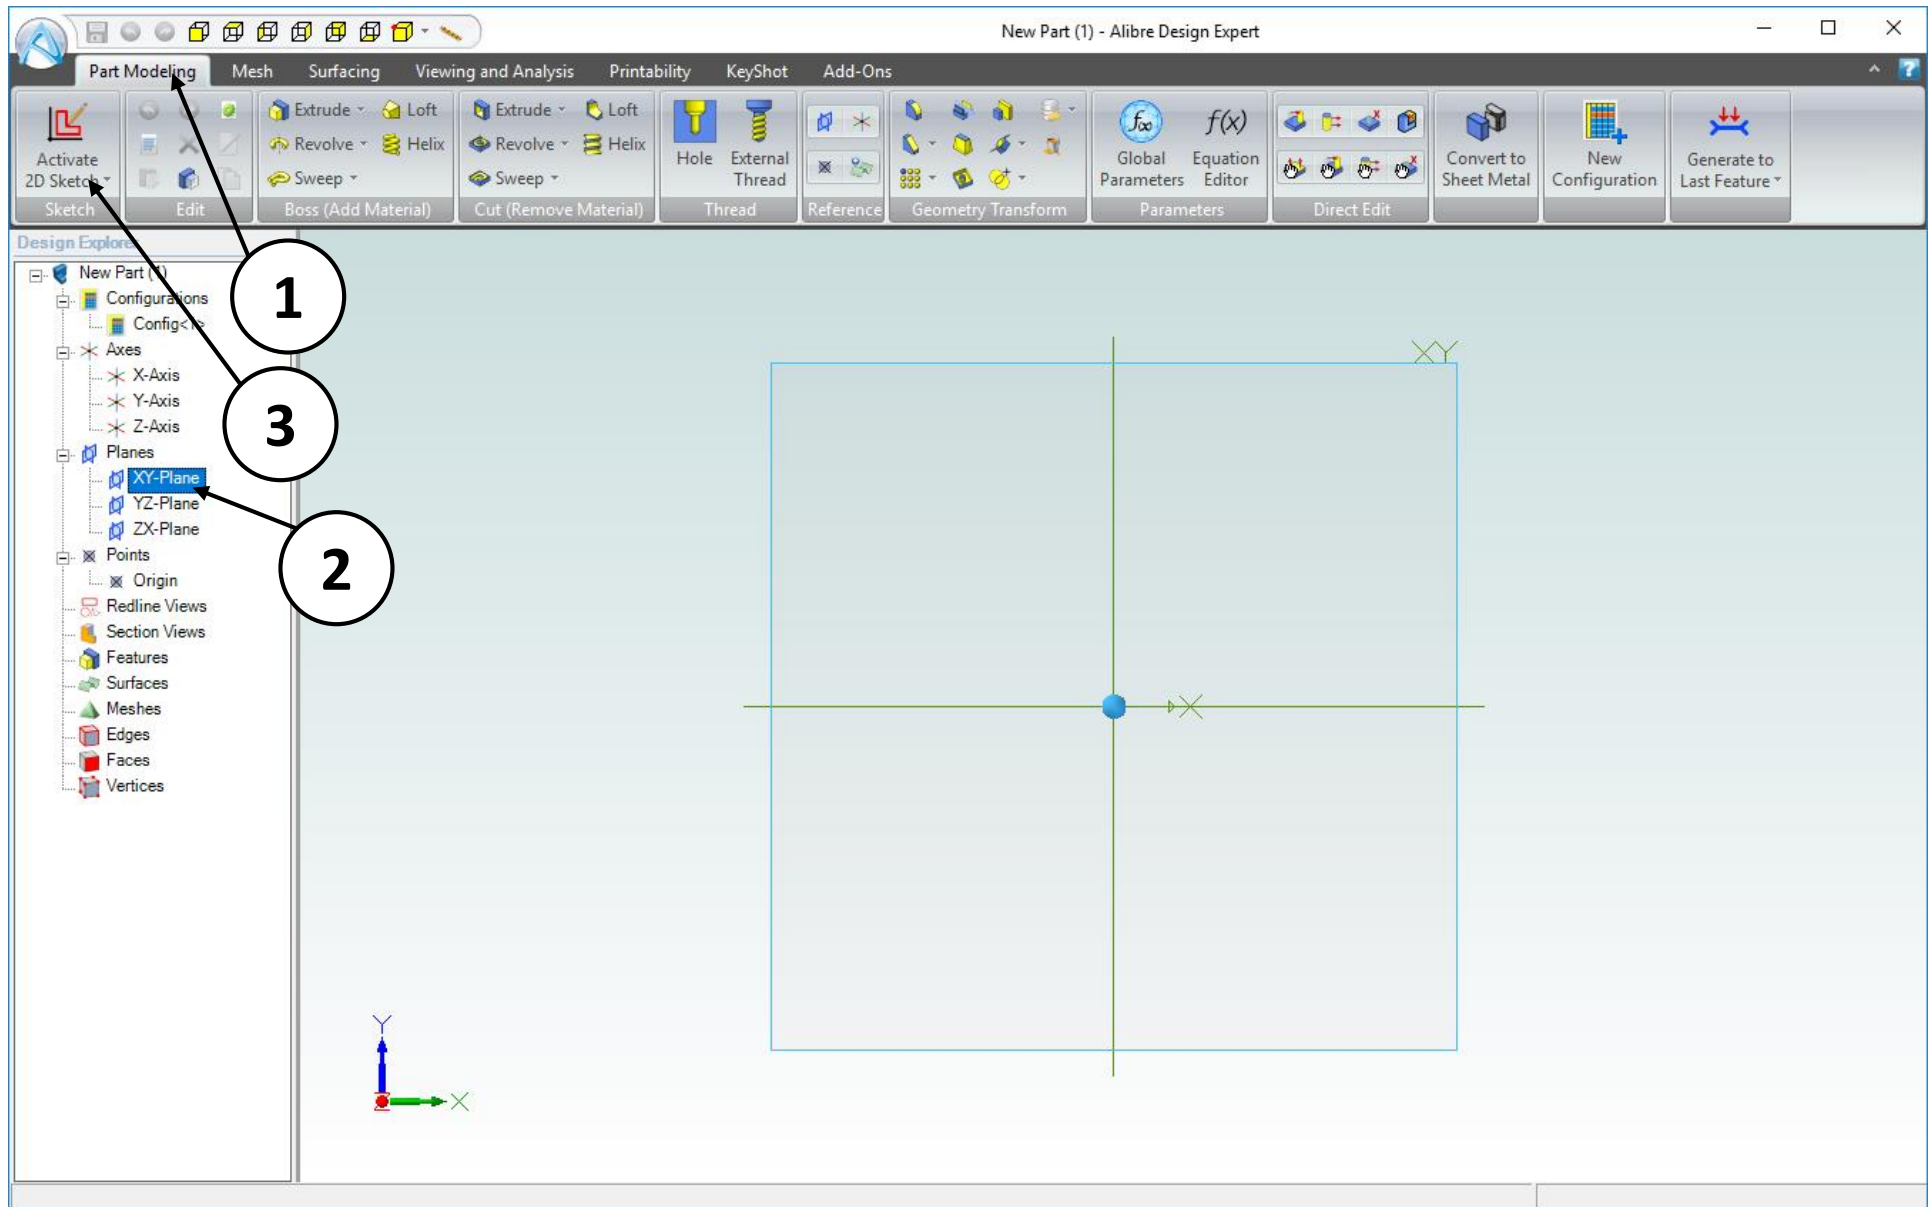 New Part (1) - Alibre Design Expert
Part Modeling Mesh Surfacing Viewing and Analysis Printability KeyShot Add-Ons
Activate
2D Sketch
Sketch
Edit
Extrude Loft
Revolve Helix
Sweep
Boss (Add Material)
Extrude Loft
Revolve Helix
Sweep
Cut (Remove Material)
Hole
External
Thread
Thread
Reference
Geometry Transform
f∞
Global
Parameters
f(x)
Equation
Editor
Parameters
Direct Edit
Convert to
Sheet Metal
New
Configuration
Generate to
Last Feature
?
Design Explorer
New Part (1)
Configurations
Config<1>
Axes
X-Axis
Y-Axis
Z-Axis
Planes
XY-Plane
YZ-Plane
ZX-Plane
Points
Origin
Redline Views
Section Views
Features
Surfaces
Meshes
Edges
Faces
Vertices
1
3
2
XY
X
Y
Z
X